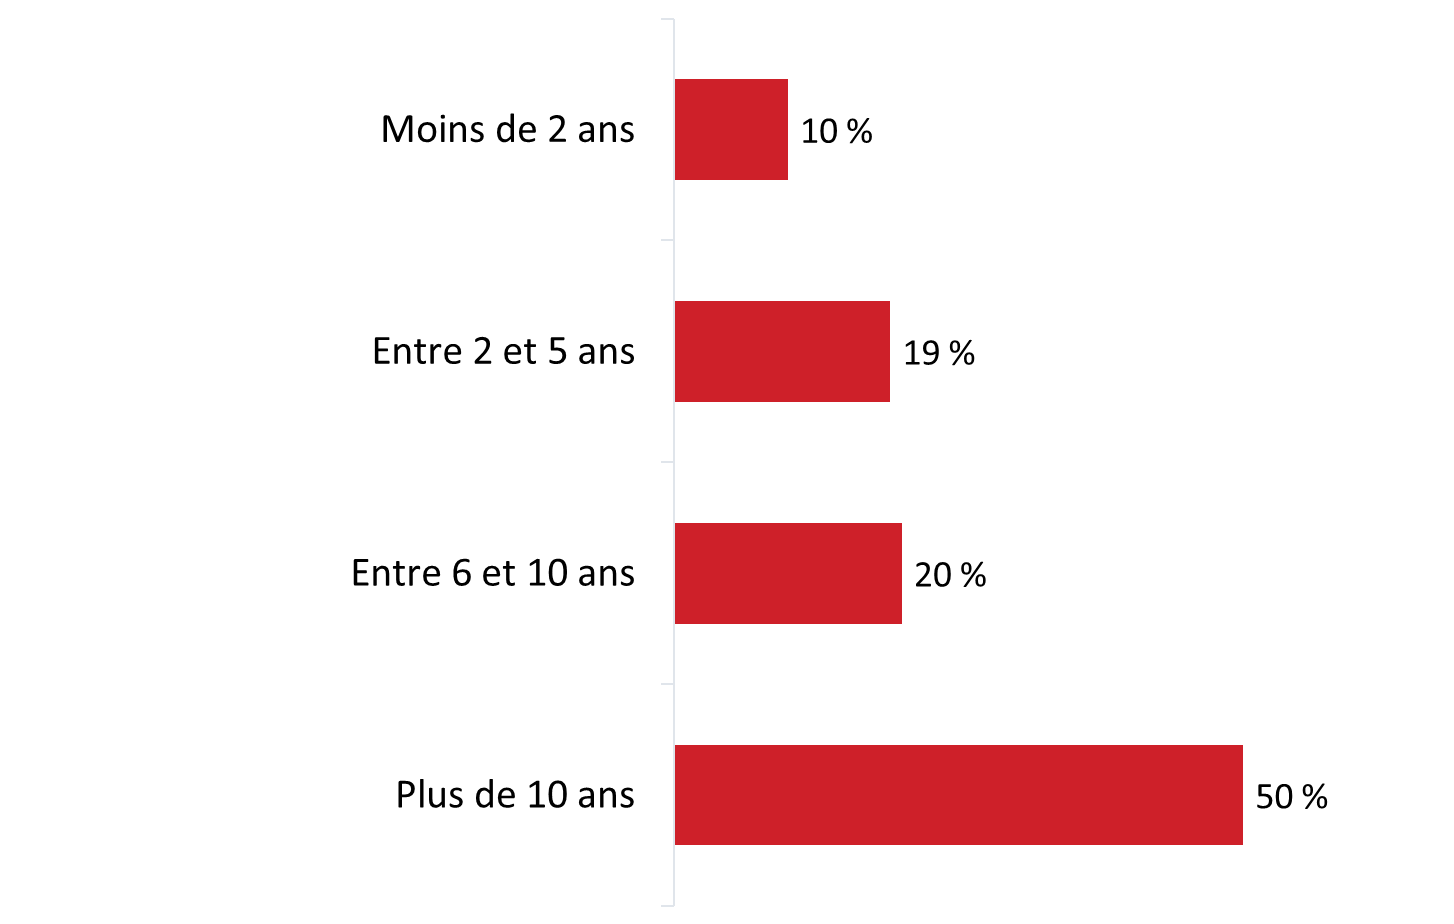 Moins de 2 ans 10 %
Entre 2 et 5 ans 19 %
Entre 6 et 10 ans 20 %
Plus de 10 ans 50 %